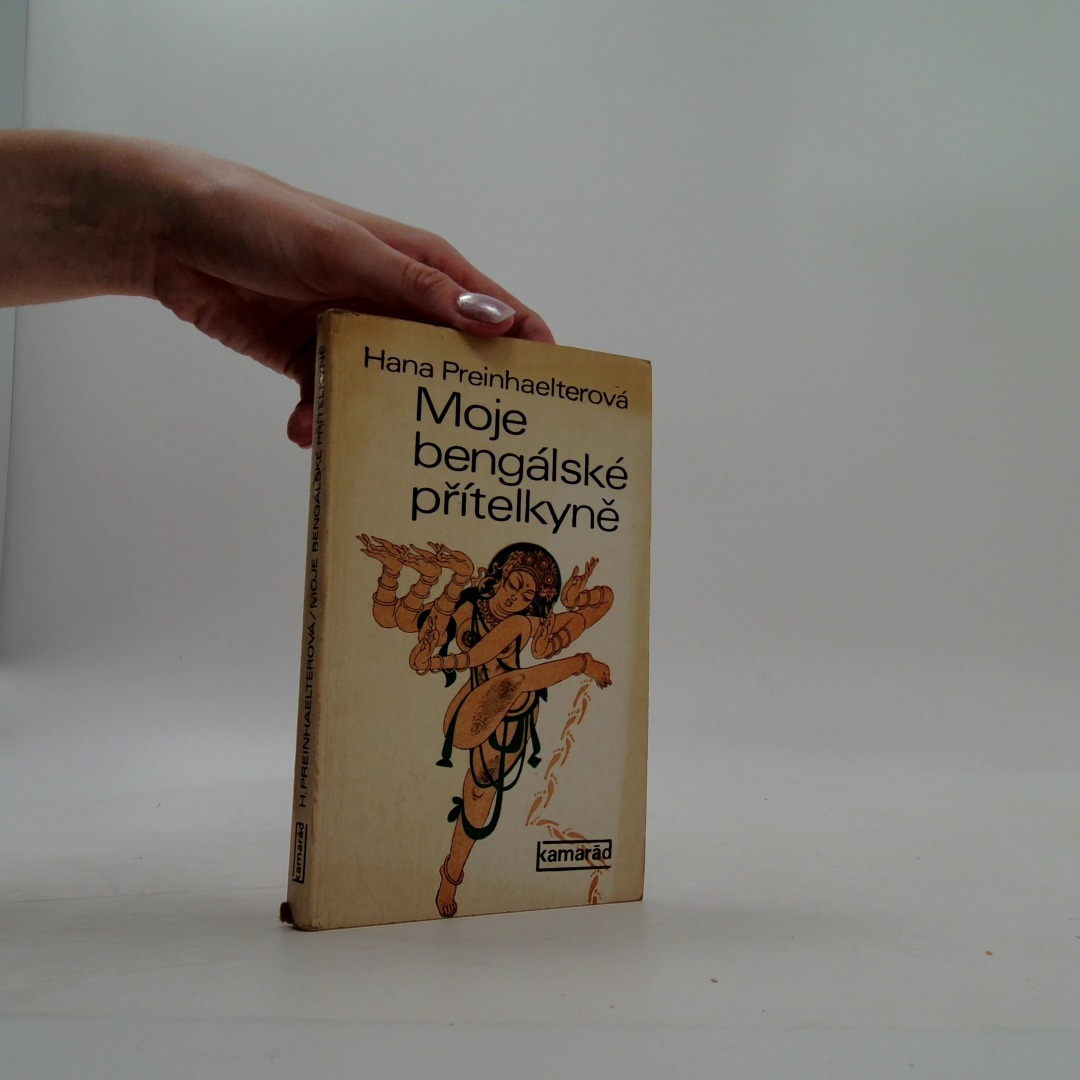 Hana Preinhaelterová
Moje
bengálské
přítelkyně
kamarád
kamarád
H. PREINHAELTEROVÁ/MOJE BENGÁLSKÉ PŘÍTELKYNĚ